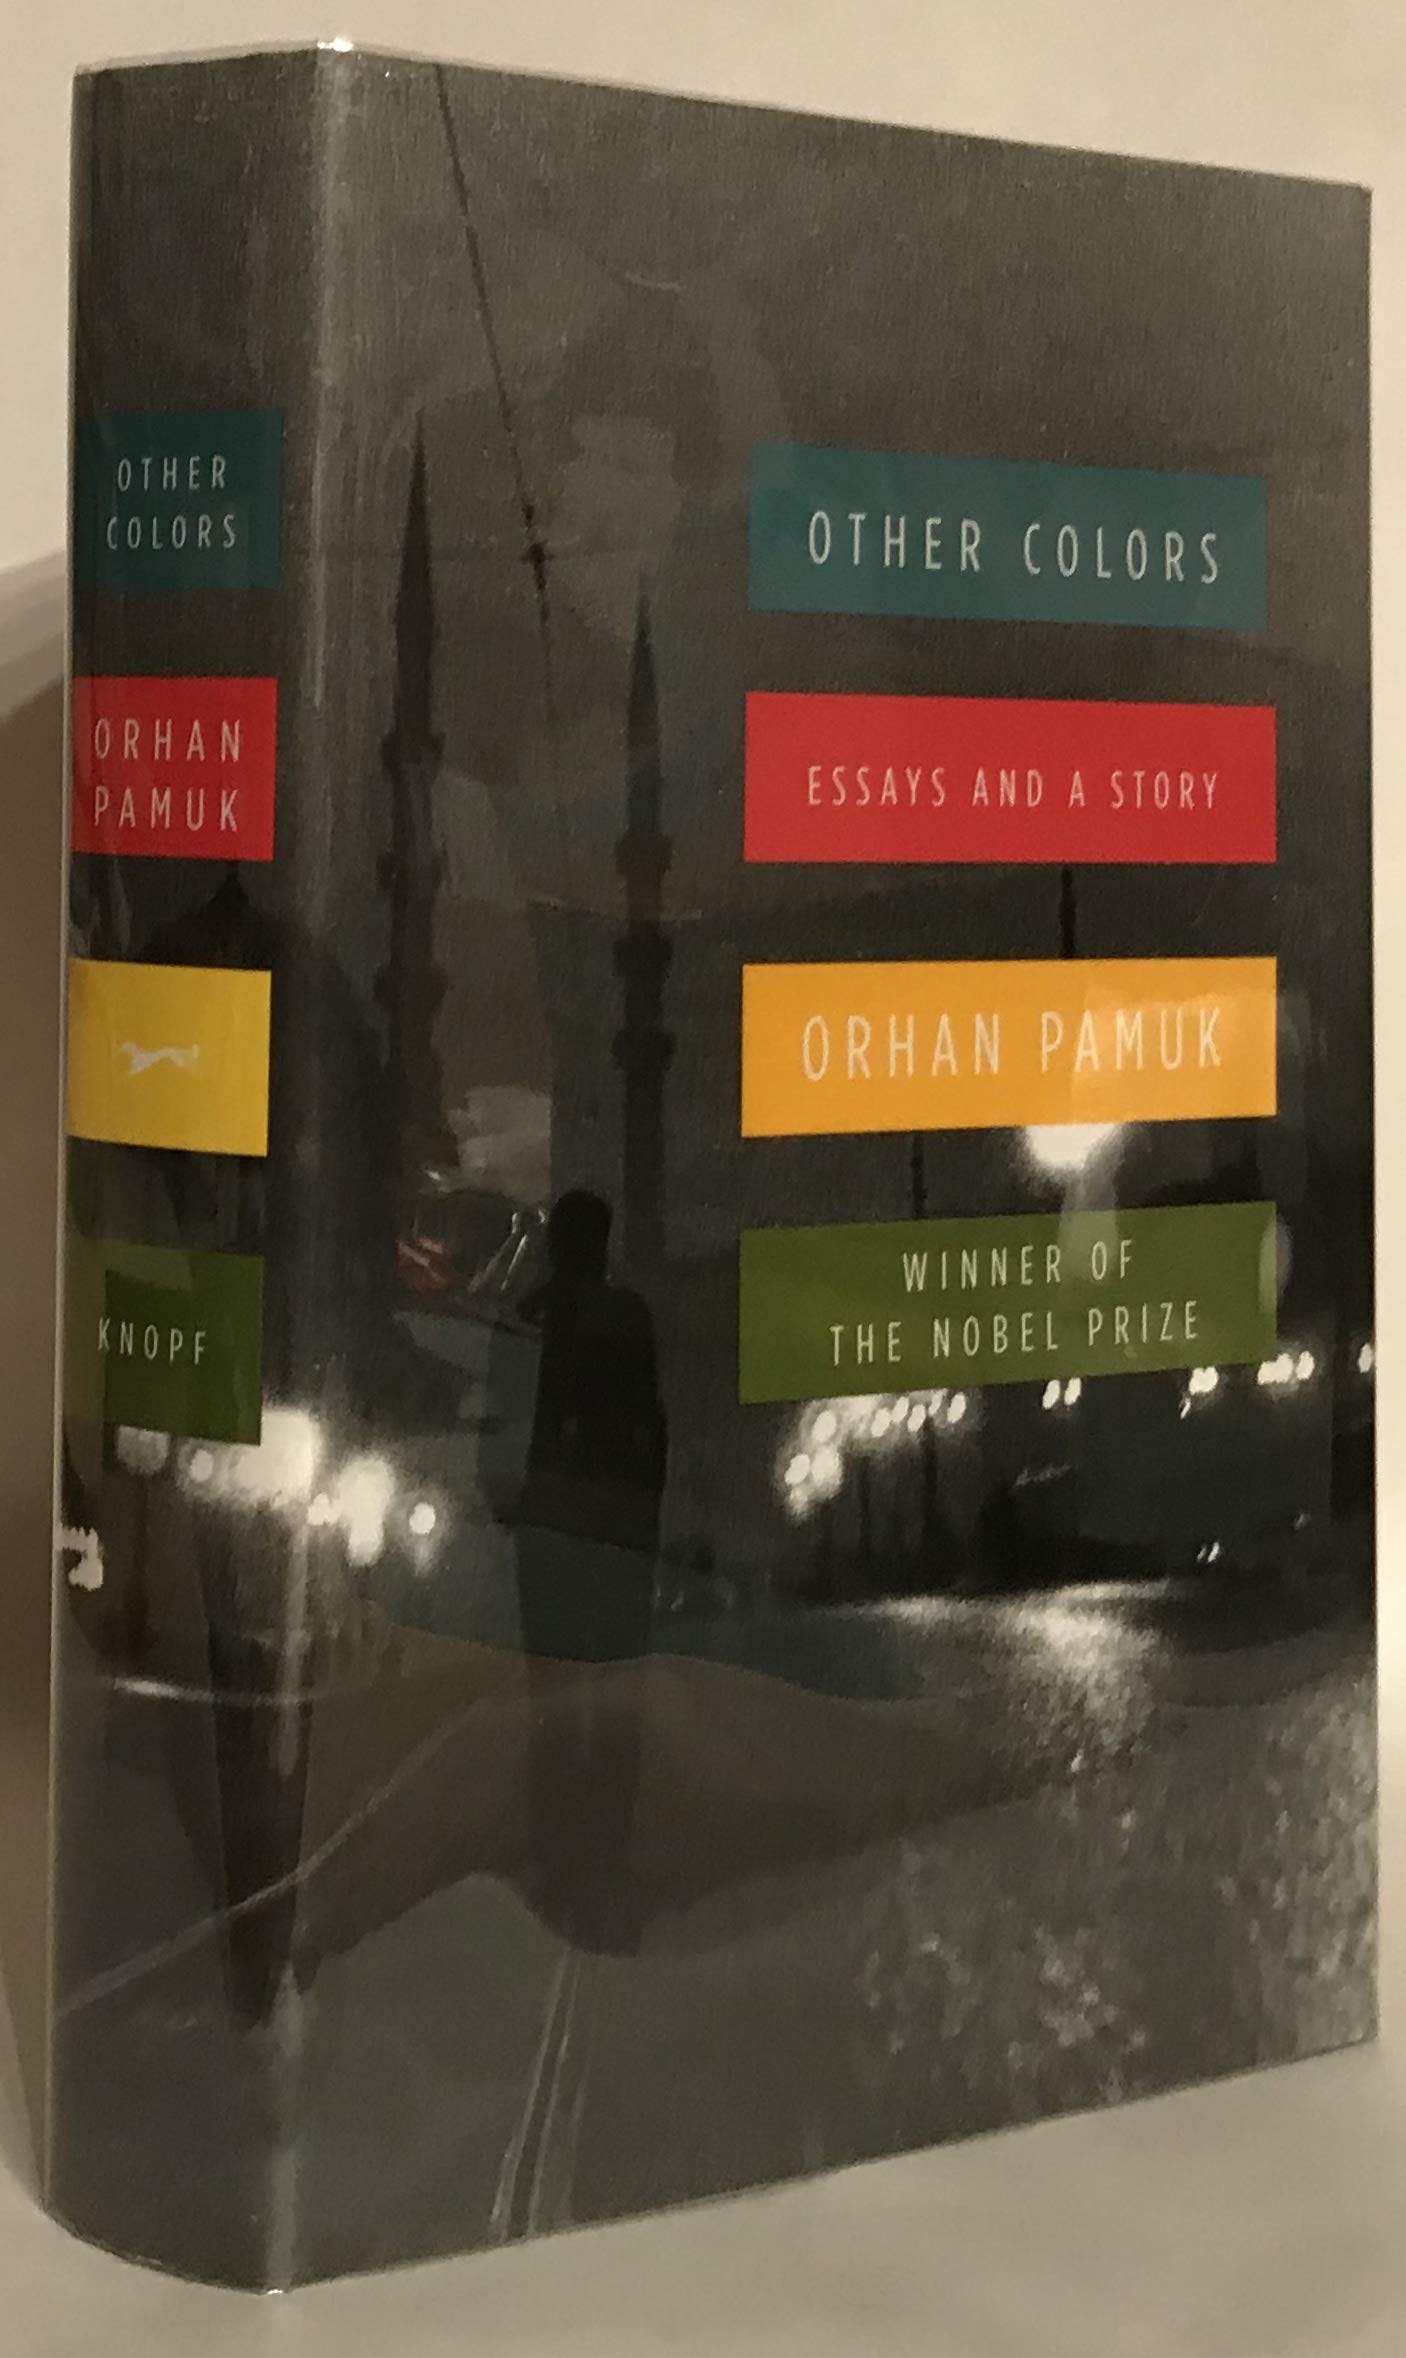 OTHER
COLORS
ORHAN
PAMUK
KNOPF
OTHER COLORS
ESSAYS AND A STORY
ORHAN PAMUK
WINNER OF
THE NOBEL PRIZE